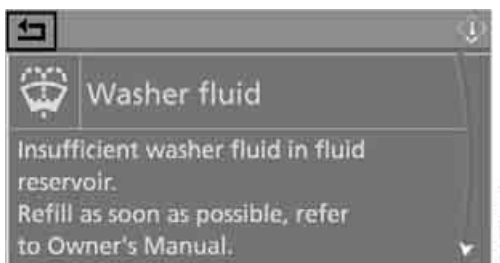 Washer fluid
Insufficient washer fluid in fluid
reservoir.
Refill as soon as possible, refer
to Owner's Manual.